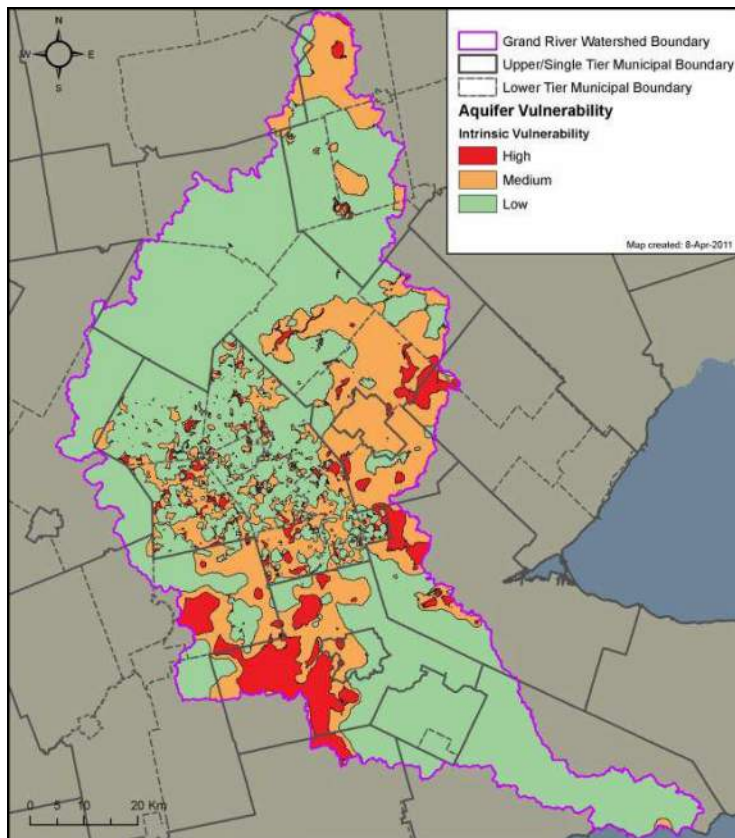 N
W E
S
Grand River Watershed Boundary
Upper/Single Tier Municipal Boundary
Lower Tier Municipal Boundary
Aquifer Vulnerability
Intrinsic Vulnerability
High
Medium
Low
Map created: 8-Apr-2011
0 5 10 20 Km